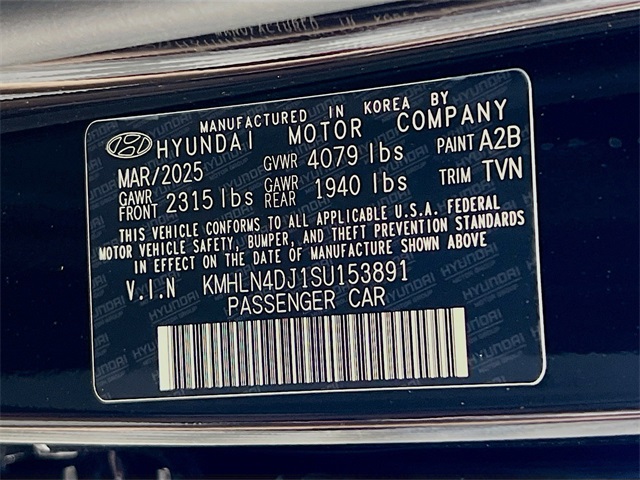 MANUFACTURED IN KOREA BY
HYUNDAI MOTOR COMPANY
MAR/2025 GVWR 4079 lbs PAINT A2B
GAWR FRONT 2315 lbs GAWR REAR 1940 lbs TRIM TVN
THIS VEHICLE CONFORMS TO ALL APPLICABLE U.S.A. FEDERAL
MOTOR VEHICLE SAFETY, BUMPER, AND THEFT PREVENTION STANDARDS
IN EFFECT ON THE DATE OF MANUFACTURE SHOWN ABOVE
V.I.N KMHLN4DJ1SU153891
PASSENGER CAR